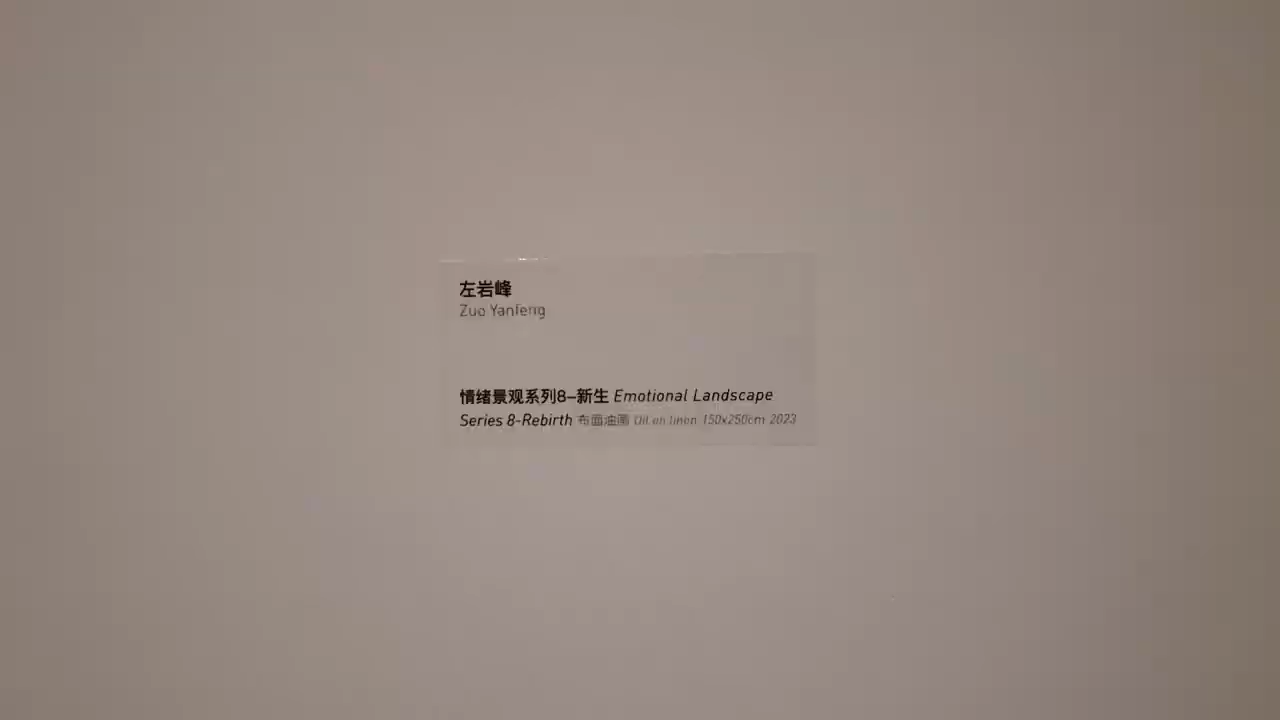 左岩峰
Zuo Yanfeng
情绪景观系列8–新生 Emotional Landscape
Series 8-Rebirth 布面油画 Oil on linen 150x250cm 2023